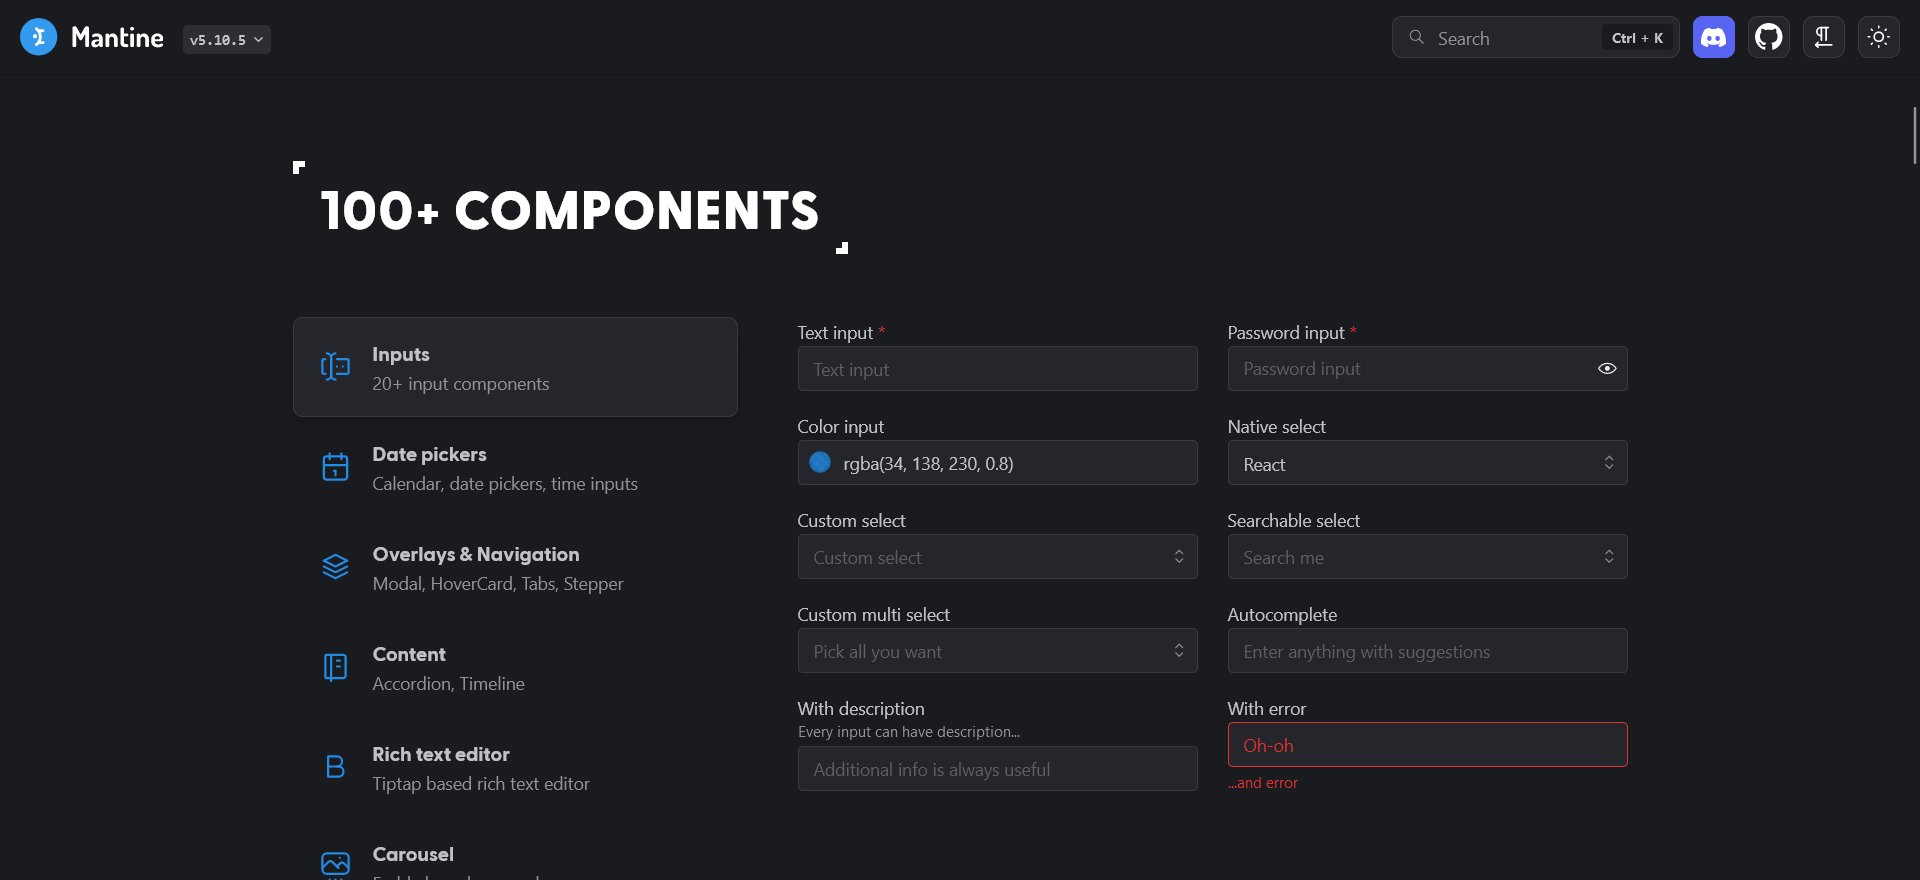 Mantine
v5.10.5
Search
Ctrl + K
100+ COMPONENTS
Inputs
20+ input components
Date pickers
Calendar, date pickers, time inputs
Overlays & Navigation
Modal, HoverCard, Tabs, Stepper
Content
Accordion, Timeline
Rich text editor
Tiptap based rich text editor
Carousel
Text input *
Text input
Password input *
Password input
Color input
rgba(34, 138, 230, 0.8)
Native select
React
Custom select
Custom select
Searchable select
Search me
Custom multi select
Pick all you want
Autocomplete
Enter anything with suggestions
With description
Every input can have description...
Additional info is always useful
With error
Oh-oh
...and error